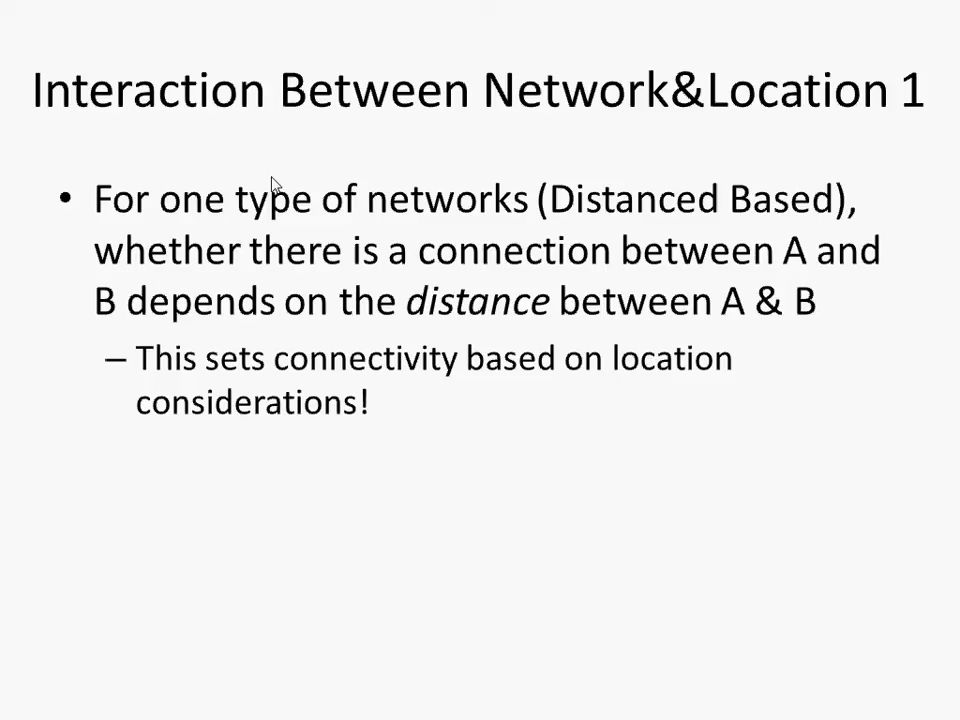 Interaction Between Network&Location 1
• For one type of networks (Distanced Based),
whether there is a connection between A and
B depends on the distance between A & B
– This sets connectivity based on location
considerations!